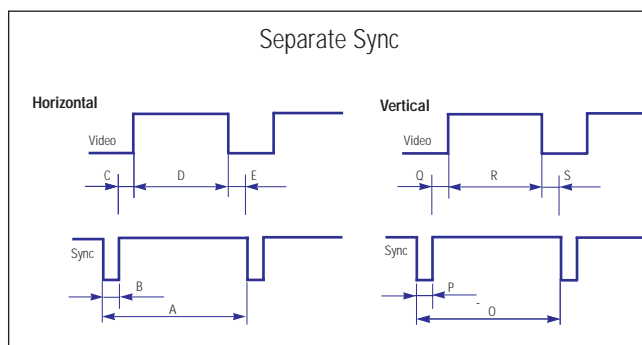 Separate Sync
Horizontal
Vertical
Video
Video
C D E
Q R S
Sync
Sync
B
P
A
O